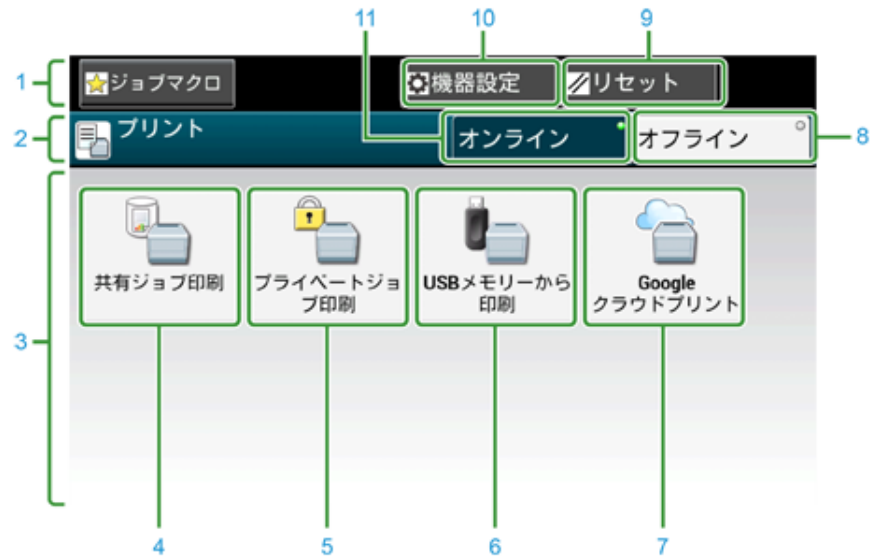 11 10 9
1 ジョブマクロ 機器設定 リセット
2 プリント オンライン オフライン 8
共有ジョブ印刷 プライベートジョ USBメモリーから Google
ブ印刷 印刷 クラウドプリント
3
4 5 6 7